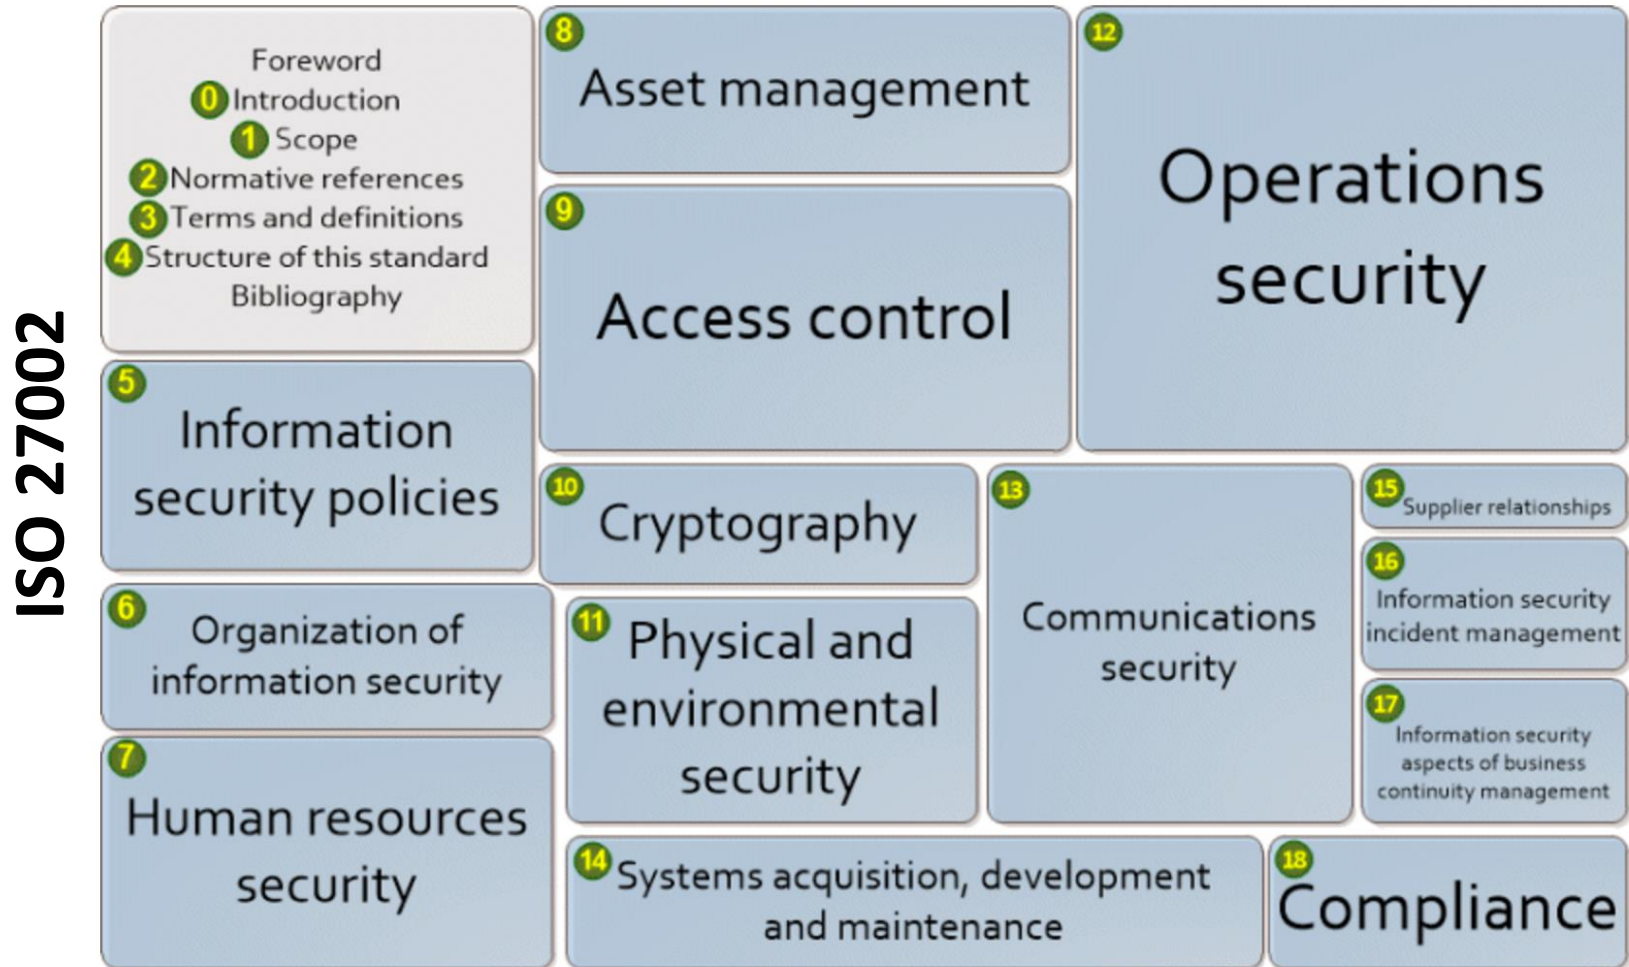 ISO 27002
Foreword
0 Introduction
1 Scope
2 Normative references
3 Terms and definitions
4 Structure of this standard
Bibliography
5
Information
security policies
6
Organization of
information security
7
Human resources
security
8
Asset management
9
Access control
10
Cryptography
11
Physical and
environmental
security
12
Operations
security
13
Communications
security
14
Systems acquisition, development
and maintenance
15
Supplier relationships
16
Information security
incident management
17
Information security
aspects of business
continuity management
18
Compliance